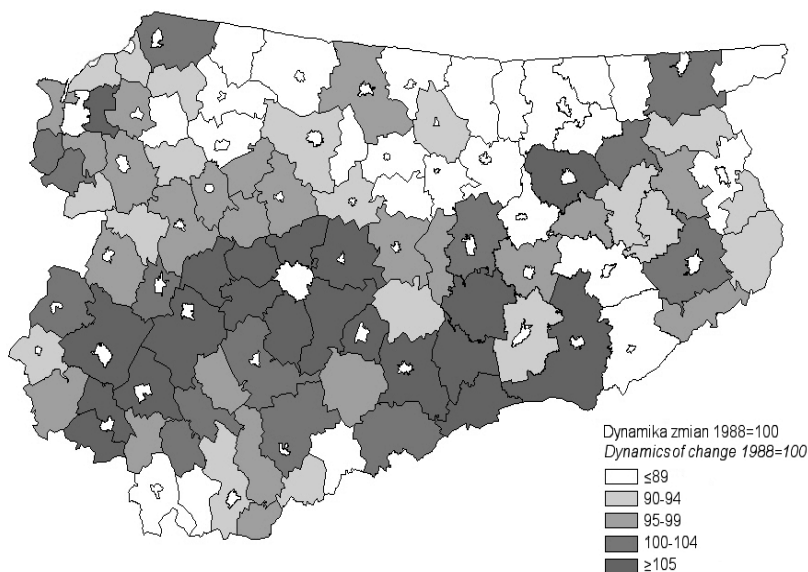 Dynamika zmian 1988=100
Dynamics of change 1988=100
≤89
90-94
95-99
100-104
≥105